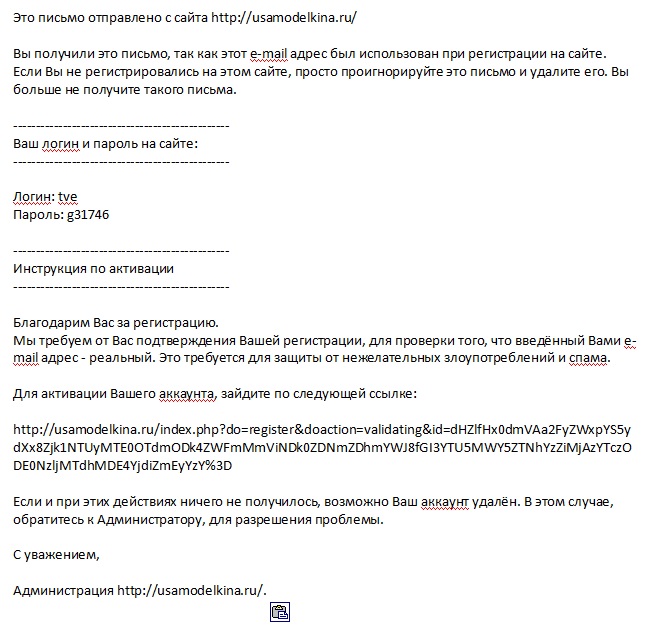 Это письмо отправлено с сайта http://usamodelkina.ru/
Вы получили это письмо, так как этот e-mail адрес был использован при регистрации на сайте.
Если Вы не регистрировались на этом сайте, просто проигнорируйте это письмо и удалите его. Вы
больше не получите такого письма.
------------------------------------------------
Ваш логин и пароль на сайте:
------------------------------------------------
Логин: tve
Пароль: g31746
------------------------------------------------
Инструкция по активации
------------------------------------------------
Благодарим Вас за регистрацию.
Мы требуем от Вас подтверждения Вашей регистрации, для проверки того, что введённый Вами e-
mail адрес - реальный. Это требуется для защиты от нежелательных злоупотреблений и спама.
Для активации Вашего аккаунта, зайдите по следующей ссылке:
http://usamodelkina.ru/index.php?do=register&doaction=validating&id=dHZlfHx0dmVAa2FyZWxpYS5y
dXx8Zjk1NTUyMTE0OTdmODk4ZWFmMmViNDk0ZDNmZDhmYWJ8fGI3YTU5MWY5ZTNhYzZiMjAzYTczO
DE0NzljMTdhMDE4YjdiZmEyYzY%3D
Если и при этих действиях ничего не получилось, возможно Ваш аккаунт удалён. В этом случае,
обратитесь к Администратору, для разрешения проблемы.
С уважением,
Администрация http://usamodelkina.ru/.